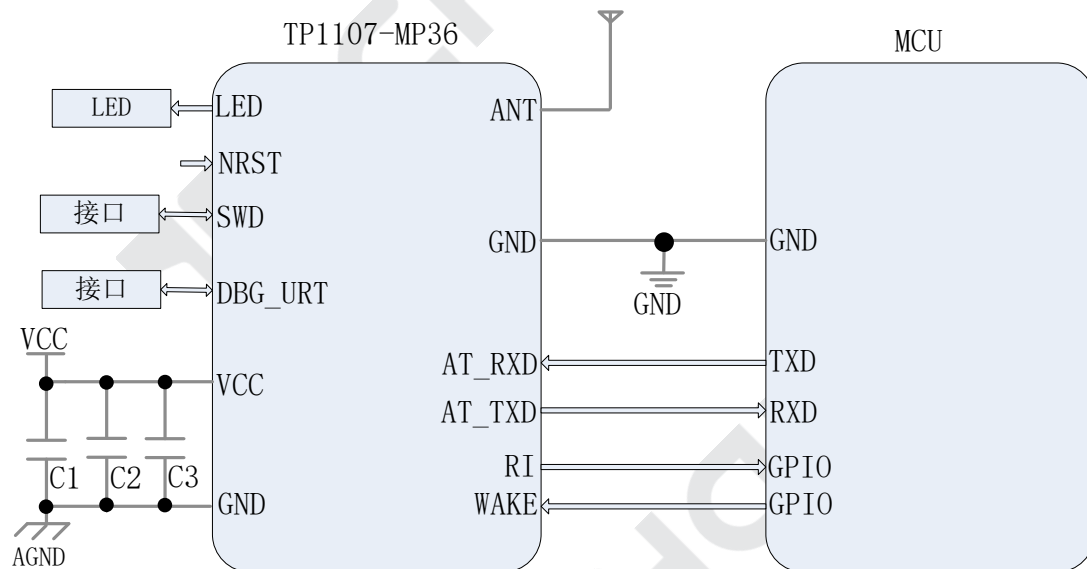 TP1107-MP36
MCU
LED
LED
ANT
NRST
接口
SWD
GND
GND
接口
DBG_URT
GND
VCC
VCC
AT_RXD
TXD
AT_TXD
RXD
C1
C2
C3
RI
GPIO
GND
WAKE
GPIO
AGND